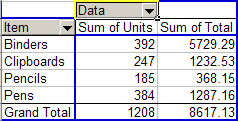 Data
Item Sum of Units Sum of Total
Binders 392 5729.29
Clipboards 247 1232.53
Pencils 185 368.15
Pens 384 1287.16
Grand Total 1208 8617.13